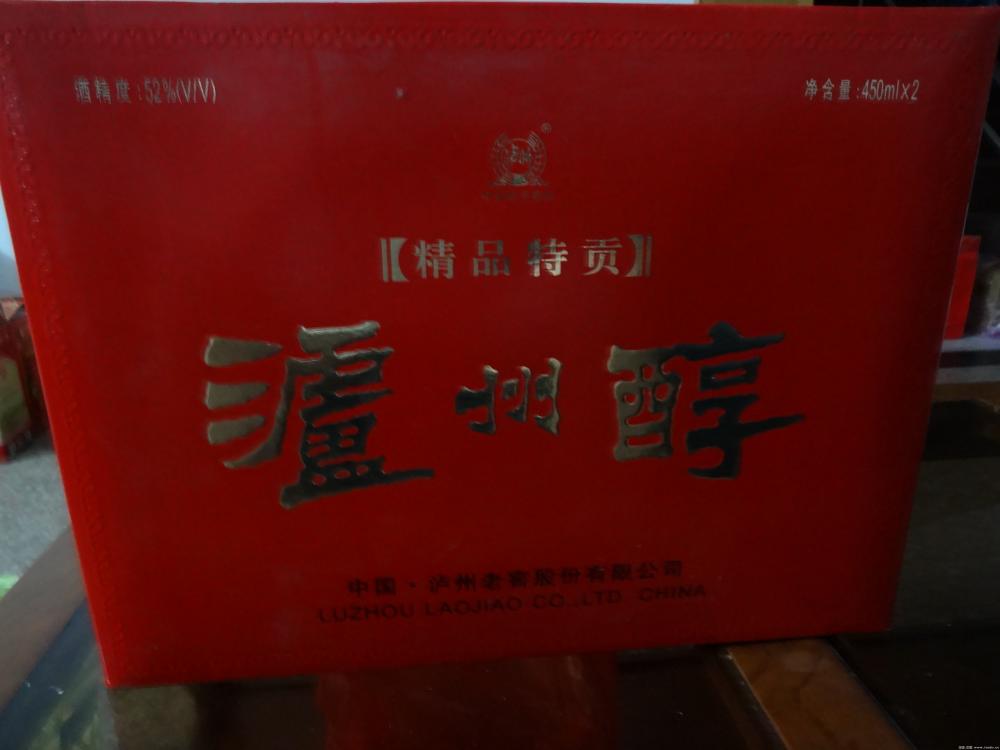 酒精度:52%(V/V)
净含量:450ml×2
【精品特贡】
瀘州醇
中国·泸州老窖股份有限公司
LUZHOU LAOJIAO CO.,LTD CHINA